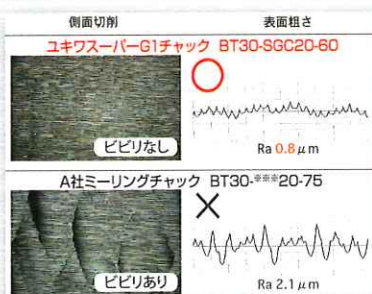 側面切削 表面粗さ
ユキワスーパーG1チャック BT30-SGC20-60
ビビリなし
Ra 0.8μm
A社ミーリングチャック BT30-※※※20-75
ビビリあり
Ra 2.1μm